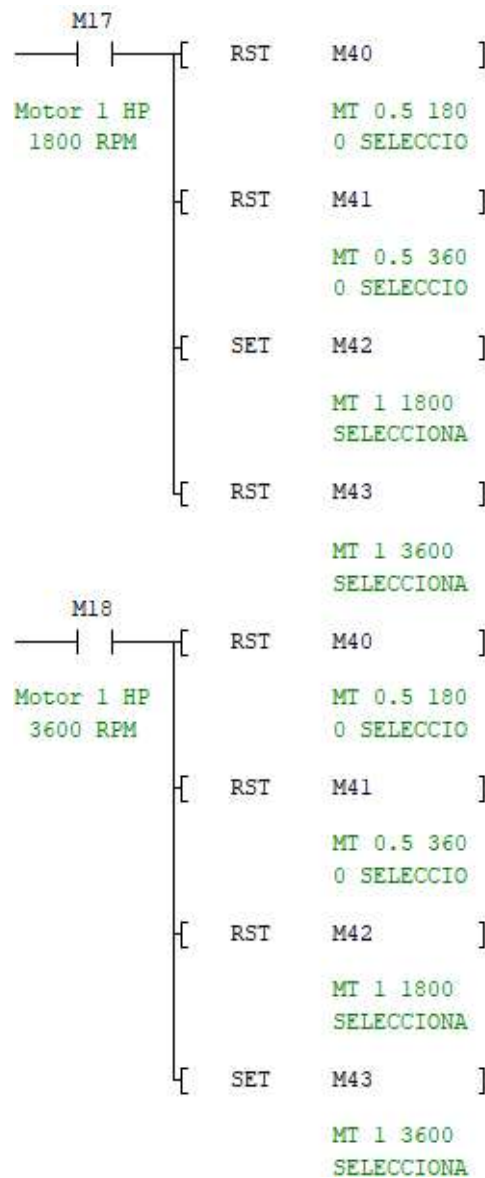 M17
[ RST M40 ]
Motor 1 HP
1800 RPM
MT 0.5 180
0 SELECCIO
[ RST M41 ]
MT 0.5 360
0 SELECCIO
[ SET M42 ]
MT 1 1800
SELECCIONA
[ RST M43 ]
MT 1 3600
SELECCIONA
M18
[ RST M40 ]
Motor 1 HP
3600 RPM
MT 0.5 180
0 SELECCIO
[ RST M41 ]
MT 0.5 360
0 SELECCIO
[ RST M42 ]
MT 1 1800
SELECCIONA
[ SET M43 ]
MT 1 3600
SELECCIONA